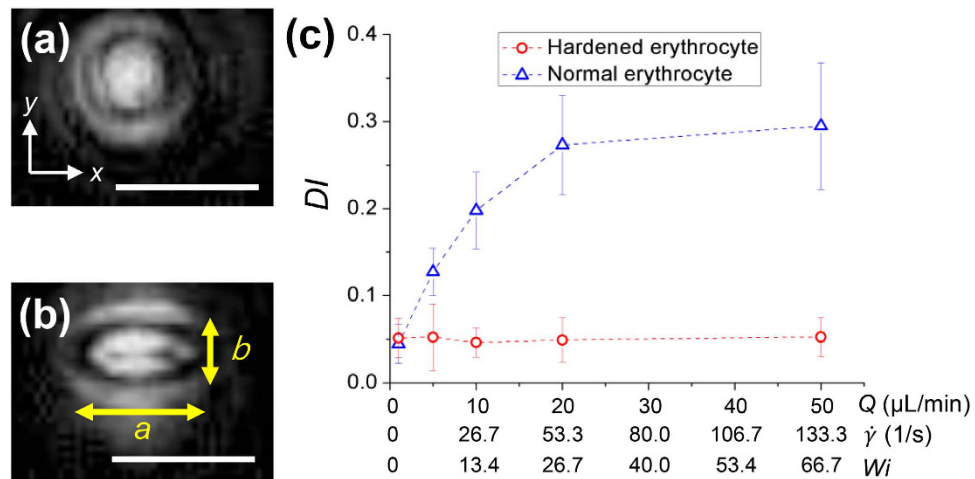 (a)
y
x
(b)
b
a
(c)
Hardened erythrocyte
Normal erythrocyte
DI
0.4
0.3
0.2
0.1
0.0
0 10 20 30 40 50 Q (μL/min)
0 26.7 53.3 80.0 106.7 133.3 γ̇ (1/s)
0 13.4 26.7 40.0 53.4 66.7 Wi